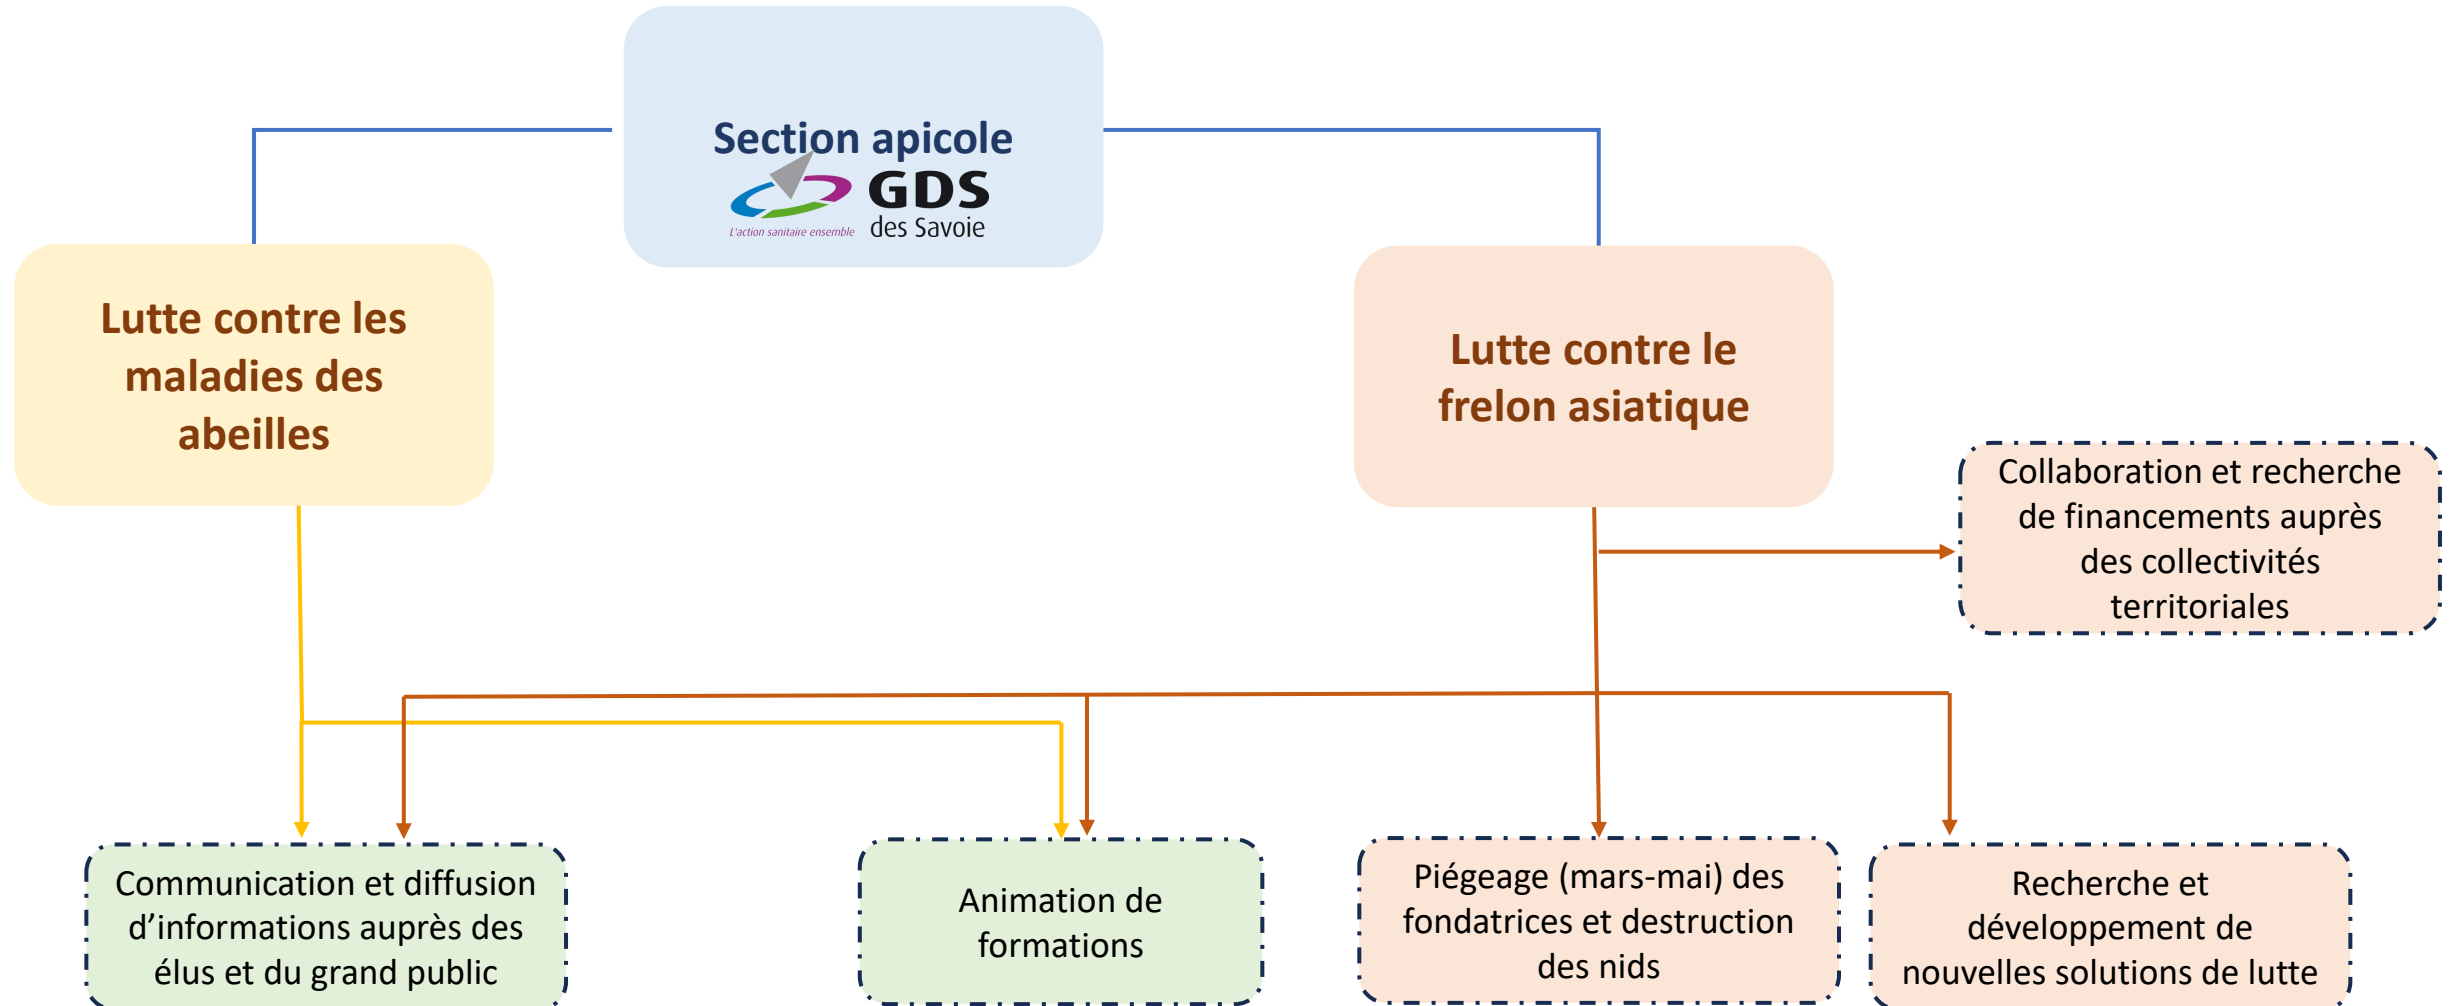 Section apicole
GDS
des Savoie
L'action sanitaire ensemble
Lutte contre les
maladies des
abeilles
Lutte contre le
frelon asiatique
Collaboration et recherche
de financements auprès
des collectivités
territoriales
Communication et diffusion
d’informations auprès des
élus et du grand public
Animation de
formations
Piégeage (mars-mai) des
fondatrices et destruction
des nids
Recherche et
développement de
nouvelles solutions de lutte